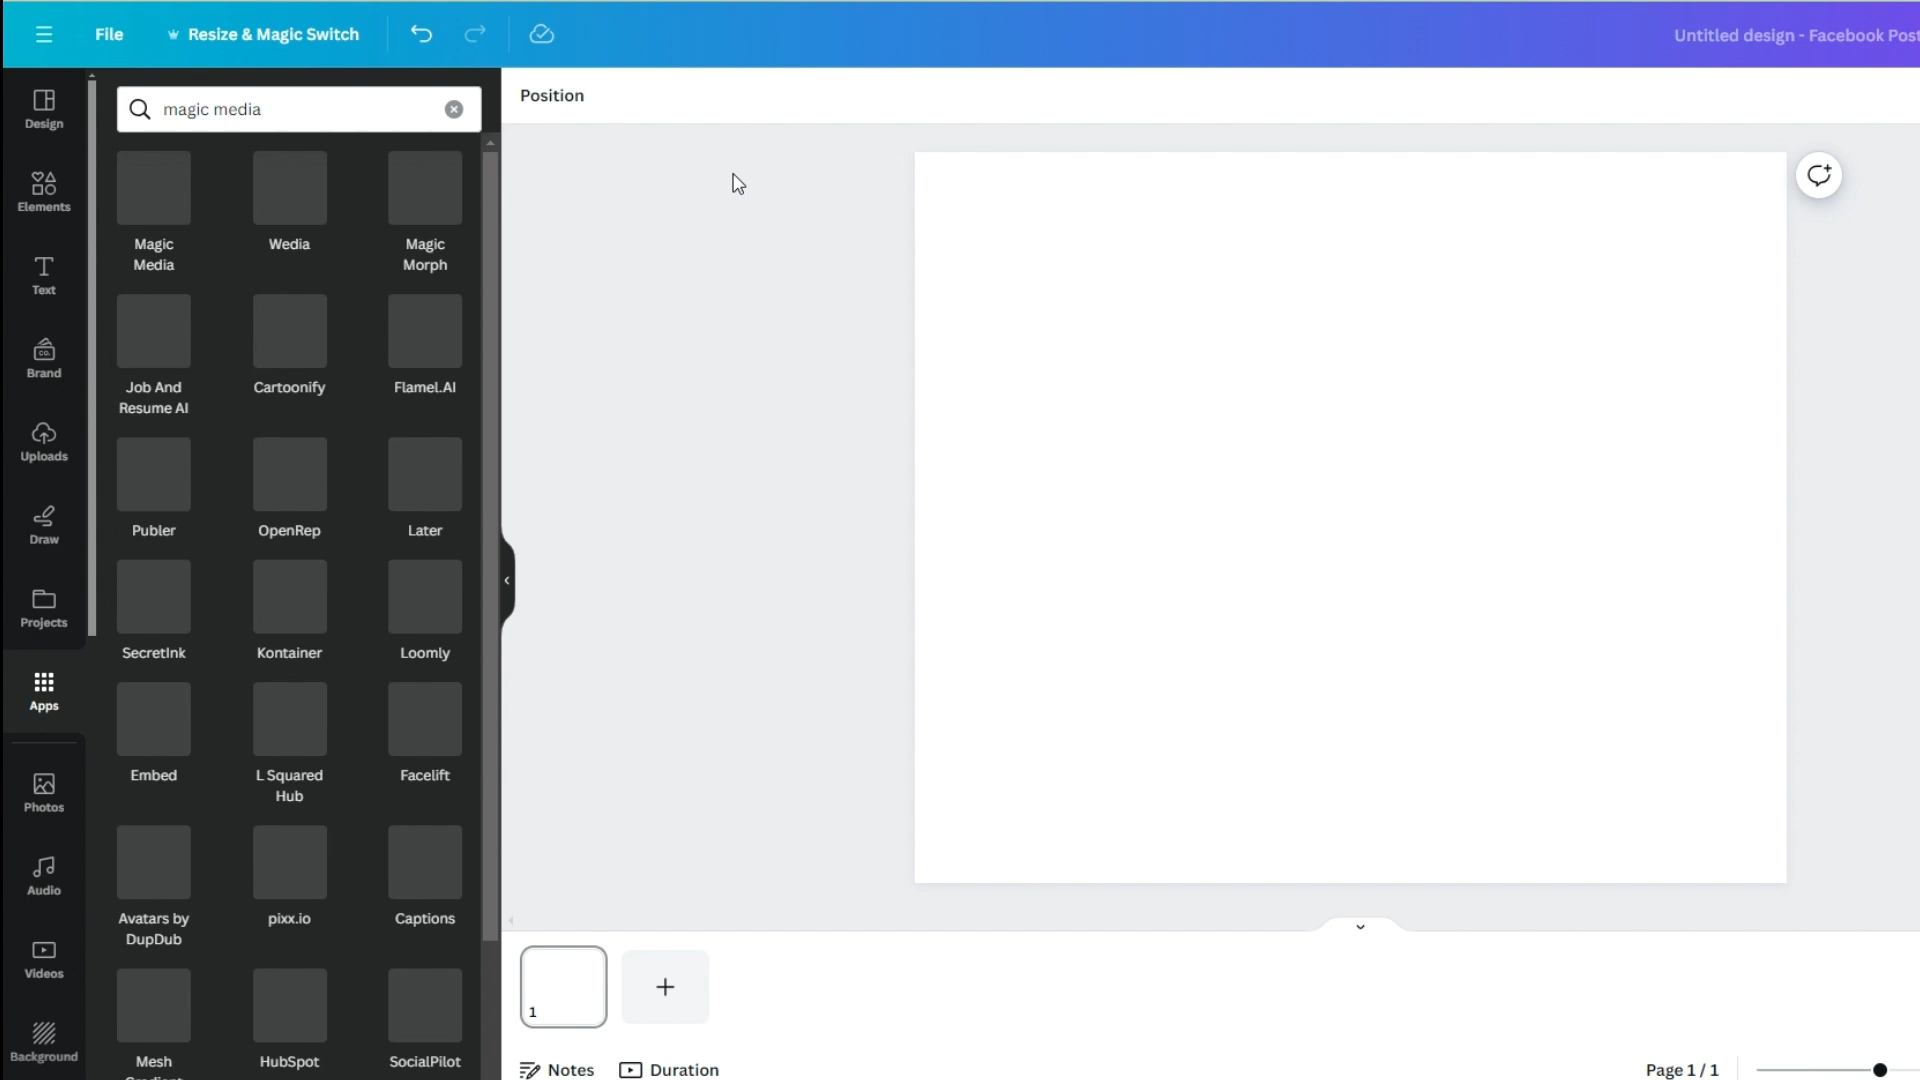 File
Resize & Magic Switch
Untitled design - Facebook Post
Design
Elements
Text
Brand
CO.
Uploads
Draw
Projects
Apps
Photos
Audio
Videos
Background
magic media
Magic
Media
Wedia
Magic
Morph
Job And
Resume AI
Cartoonify
Flamel.AI
Publer
OpenRep
Later
SecretInk
Kontainer
Loomly
Embed
L Squared
Hub
Facelift
Avatars by
DupDub
pixx.io
Captions
Mesh
Gradient
HubSpot
SocialPilot
Position
1
Notes
Duration
Page 1 / 1